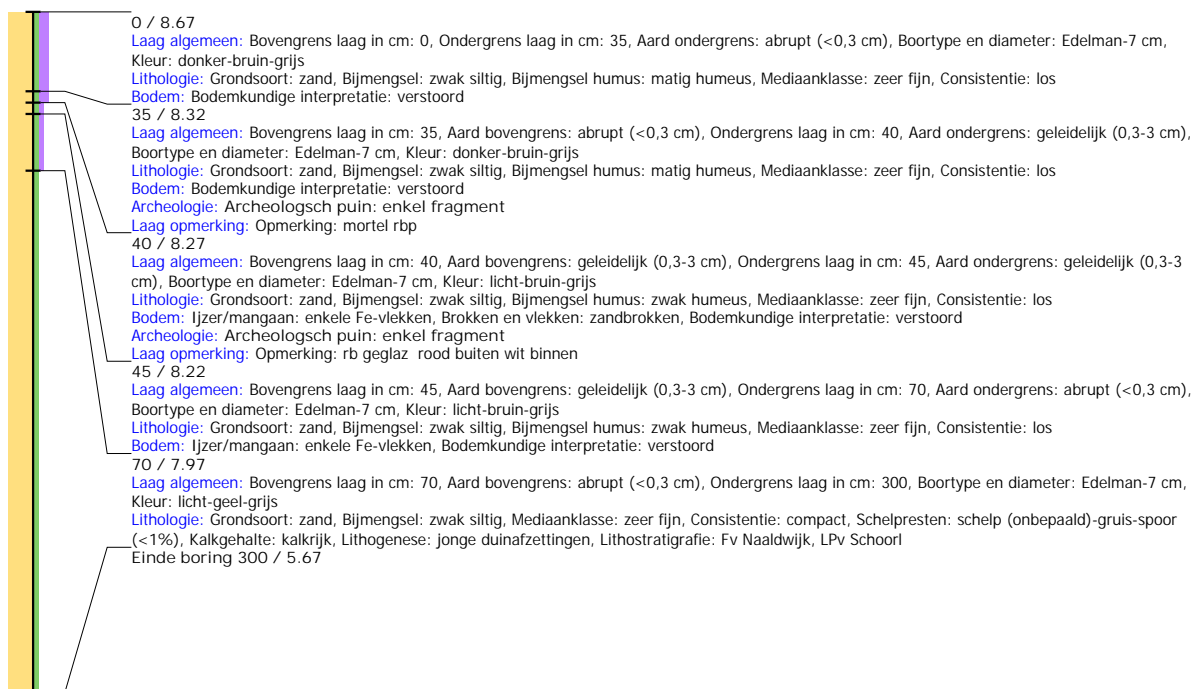 0 / 8.67
Laag algemeen: Bovengrens laag in cm: 0, Ondergrens laag in cm: 35, Aard ondergrens: abrupt (<0,3 cm), Boortype en diameter: Edelman-7 cm,
Kleur: donker-bruin-grijs
Lithologie: Grondsoort: zand, Bijmengsel: zwak siltig, Bijmengsel humus: matig humeus, Mediaanklasse: zeer fijn, Consistentie: los
Bodem: Bodemkundige interpretatie: verstoord
35 / 8.32
Laag algemeen: Bovengrens laag in cm: 35, Aard bovengrens: abrupt (<0,3 cm), Ondergrens laag in cm: 40, Aard ondergrens: geleidelijk (0,3-3 cm),
Boortype en diameter: Edelman-7 cm, Kleur: donker-bruin-grijs
Lithologie: Grondsoort: zand, Bijmengsel: zwak siltig, Bijmengsel humus: matig humeus, Mediaanklasse: zeer fijn, Consistentie: los
Bodem: Bodemkundige interpretatie: verstoord
Archeologie: Archeologsch puin: enkel fragment
Laag opmerking: Opmerking: mortel rbp
40 / 8.27
Laag algemeen: Bovengrens laag in cm: 40, Aard bovengrens: geleidelijk (0,3-3 cm), Ondergrens laag in cm: 45, Aard ondergrens: geleidelijk (0,3-3
cm), Boortype en diameter: Edelman-7 cm, Kleur: licht-bruin-grijs
Lithologie: Grondsoort: zand, Bijmengsel: zwak siltig, Bijmengsel humus: zwak humeus, Mediaanklasse: zeer fijn, Consistentie: los
Bodem: Ijzer/mangaan: enkele Fe-vlekken, Brokken en vlekken: zandbrokken, Bodemkundige interpretatie: verstoord
Archeologie: Archeologsch puin: enkel fragment
Laag opmerking: Opmerking: rb geglaz  rood buiten wit binnen
45 / 8.22
Laag algemeen: Bovengrens laag in cm: 45, Aard bovengrens: geleidelijk (0,3-3 cm), Ondergrens laag in cm: 70, Aard ondergrens: abrupt (<0,3 cm),
Boortype en diameter: Edelman-7 cm, Kleur: licht-bruin-grijs
Lithologie: Grondsoort: zand, Bijmengsel: zwak siltig, Bijmengsel humus: zwak humeus, Mediaanklasse: zeer fijn, Consistentie: los
Bodem: Ijzer/mangaan: enkele Fe-vlekken, Bodemkundige interpretatie: verstoord
70 / 7.97
Laag algemeen: Bovengrens laag in cm: 70, Aard bovengrens: abrupt (<0,3 cm), Ondergrens laag in cm: 300, Boortype en diameter: Edelman-7 cm,
Kleur: licht-geel-grijs
Lithologie: Grondsoort: zand, Bijmengsel: zwak siltig, Mediaanklasse: zeer fijn, Consistentie: compact, Schelpresten: schelp (onbepaald)-gruis-spoor
(<1%), Kalkgehalte: kalkrijk, Lithogenese: jonge duinafzettingen, Lithostratigrafie: Fv Naaldwijk, LPv Schoorl
Einde boring 300 / 5.67